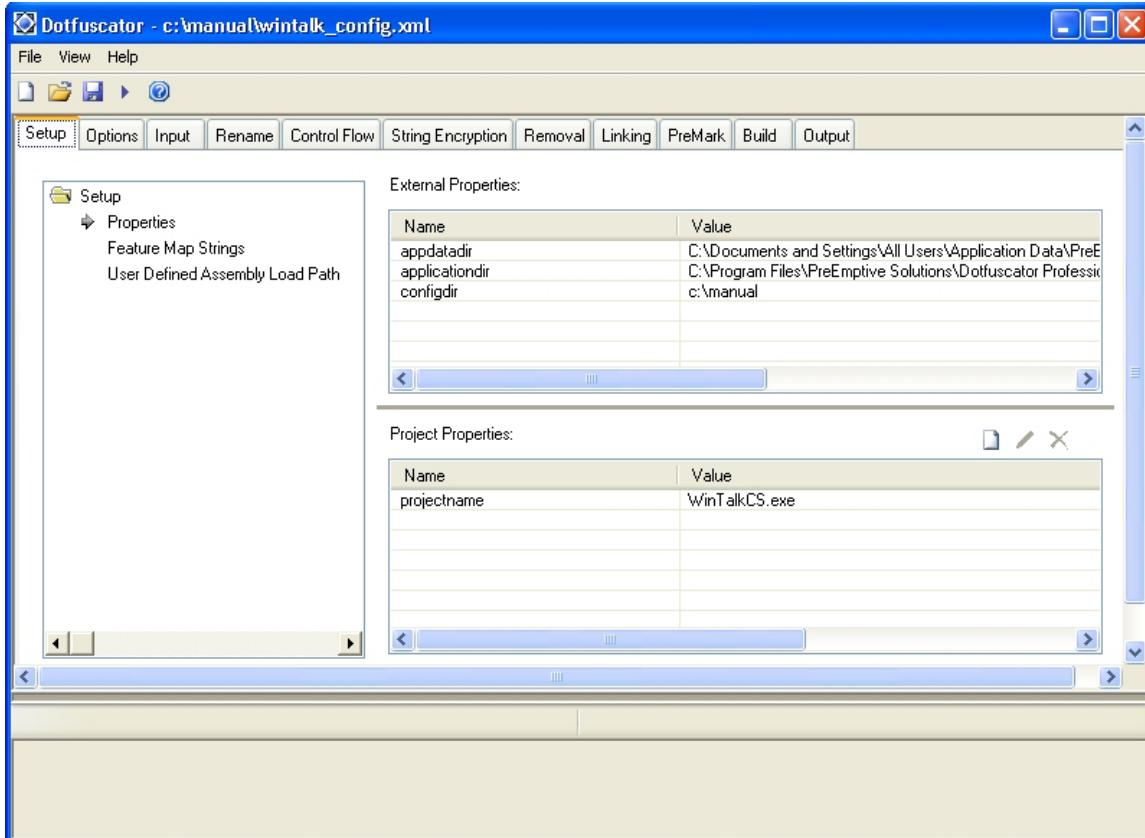 Dotfuscator - c:\manual\wintalk_config.xml
File View Help
Setup Options Input Rename Control Flow String Encryption Removal Linking PreMark Build Output
Setup
Properties
Feature Map Strings
User Defined Assembly Load Path
External Properties:
Name Value
appdatadir C:\Documents and Settings\All Users\Application Data\PreE
applicationdir C:\Program Files\PreEmptive Solutions\Dotfuscator Professio
configdir c:\manual
Project Properties:
Name Value
projectname WinTalkCS.exe